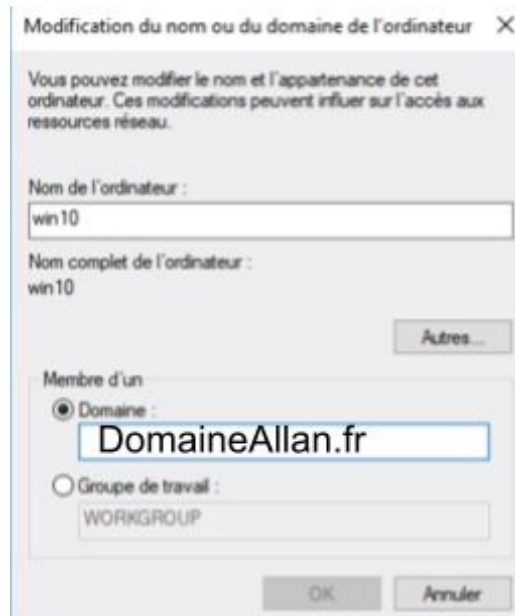 Modification du nom ou du domaine de l'ordinateur
Vous pouvez modifier le nom et l'appartenance de cet
ordinateur. Ces modifications peuvent influer sur l'accès aux
ressources réseau.
Nom de l'ordinateur :
win10
Nom complet de l'ordinateur :
win10
Autres...
Membre d'un
Domaine :
DomaineAllan.fr
Groupe de travail :
WORKGROUP
OK Annuler